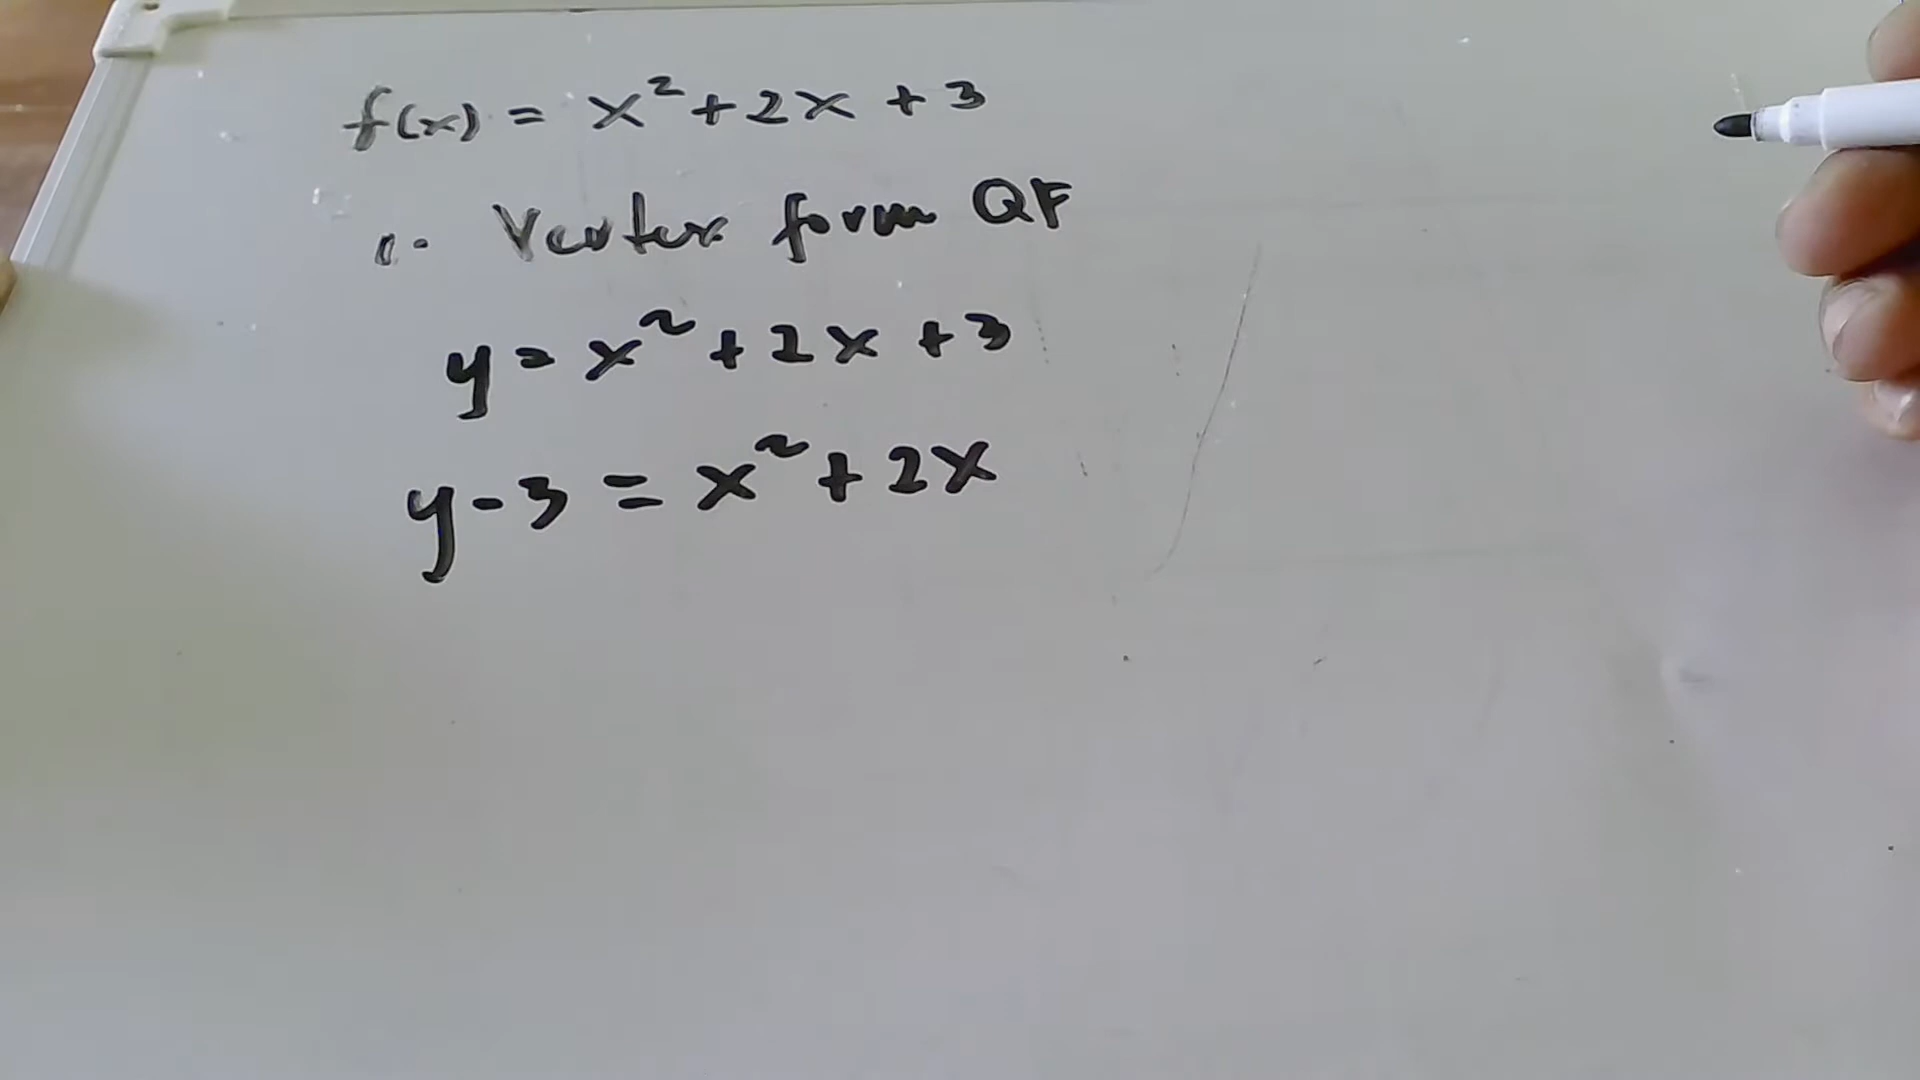 f(x) = x² + 2x + 3
1. Vertex form QF
y = x² + 2x + 3
y - 3 = x² + 2x